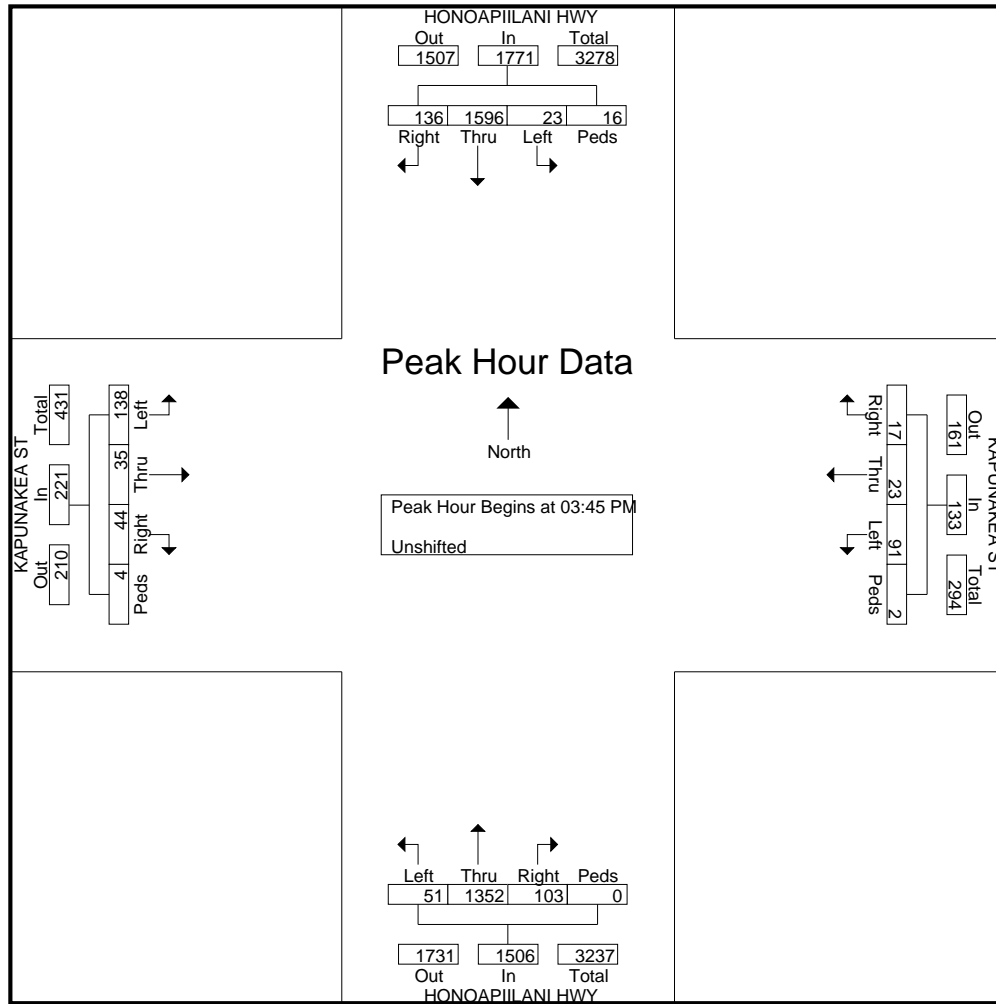 HONOAPIILANI HWY
Out In Total
1507 1771 3278
136 1596 23 16
Right Thru Left Peds
Peak Hour Data
North
Peak Hour Begins at 03:45 PM
Unshifted
KAPUNAKEA ST
Out In Total
210 221 431
4 44 35 138
Peds Right Thru Left
KAPUNAKEA ST
Out In Total
161 133 294
17 23 91 2
Right Thru Left Peds
Left Thru Right Peds
51 1352 103 0
1731 1506 3237
Out In Total
HONOAPIILANI HWY